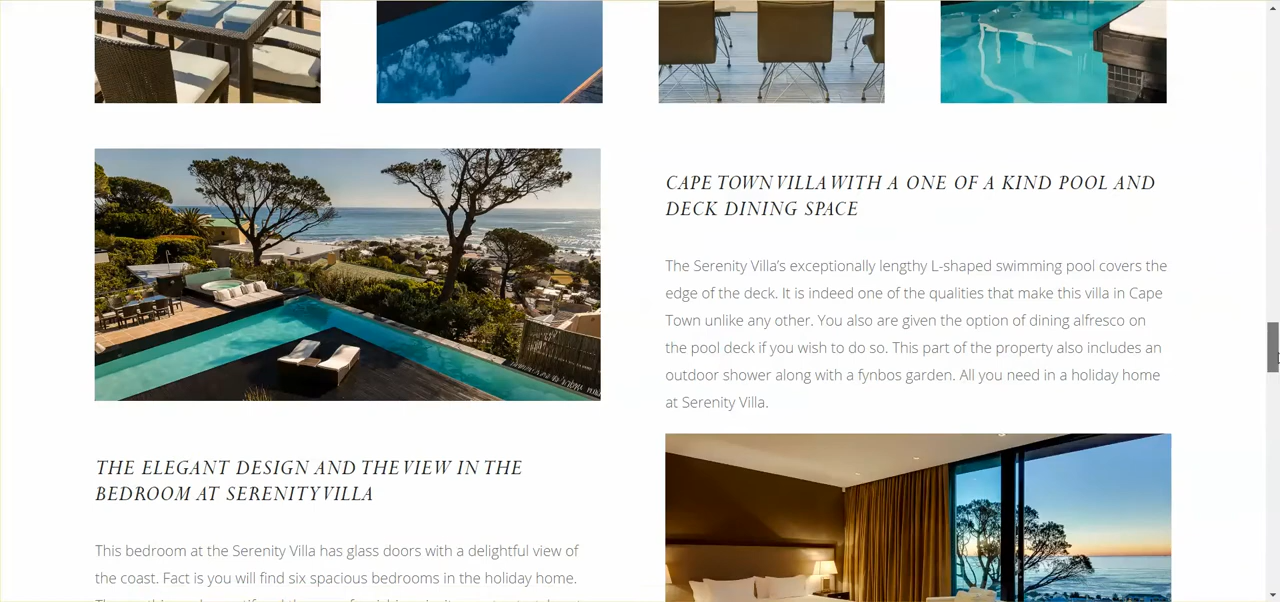 CAPE TOWN VILLA WITH A ONE OF A KIND POOL AND
DECK DINING SPACE
The Serenity Villa's exceptionally lengthy L-shaped swimming pool covers the
edge of the deck. It is indeed one of the qualities that make this villa in Cape
Town unlike any other. You also are given the option of dining alfresco on
the pool deck if you wish to do so. This part of the property also includes an
outdoor shower along with a fynbos garden. All you need in a holiday home
at Serenity Villa.
THE ELEGANT DESIGN AND THE VIEW IN THE
BEDROOM AT SERENITY VILLA
This bedroom at the Serenity Villa has glass doors with a delightful view of
the coast. Fact is you will find six spacious bedrooms in the holiday home.